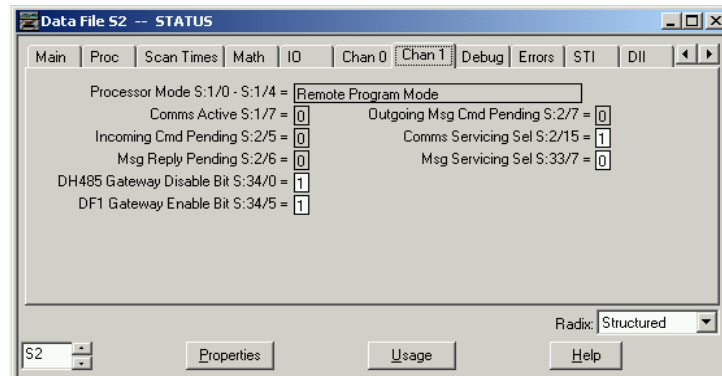 Data File S2 -- STATUS
Main Proc Scan Times Math IO Chan 0 Chan 1 Debug Errors STI DII
Processor Mode S:1/0 - S:1/4 = Remote Program Mode
Comms Active S:1/7 = 0 Outgoing Msg Cmd Pending S:2/7 = 0
Incoming Cmd Pending S:2/5 = 0 Comms Servicing Sel S:2/15 = 1
Msg Reply Pending S:2/6 = 0 Msg Servicing Sel S:33/7 = 0
DH485 Gateway Disable Bit S:34/0 = 1
DF1 Gateway Enable Bit S:34/5 = 1
Radix: Structured
S2 Properties Usage Help